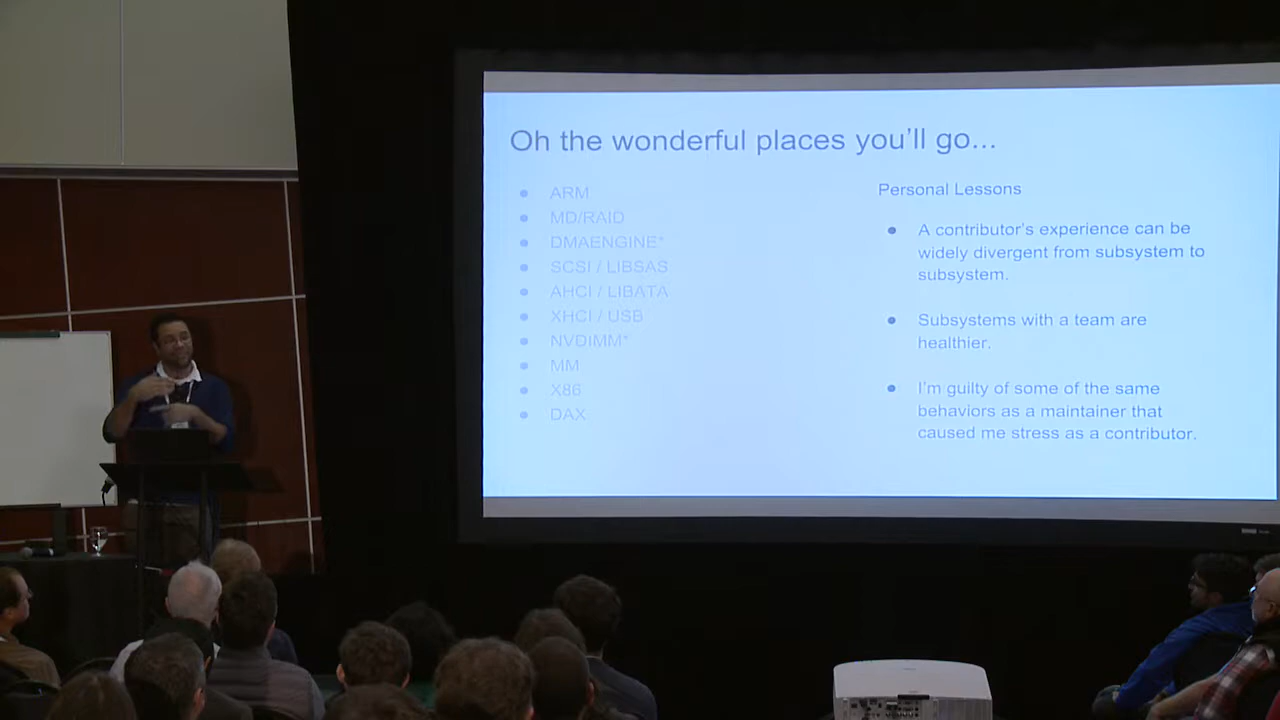 Oh the wonderful places you'll go...
ARM
MD/RAID
DMAENGINE*
SCSI / LIBSAS
AHCI / LIBATA
XHCI / USB
NVDIMM*
MM
X86
DAX
Personal Lessons
A contributor's experience can be
widely divergent from subsystem to
subsystem.
Subsystems with a team are
healthier.
I'm guilty of some of the same
behaviors as a maintainer that
caused me stress as a contributor.